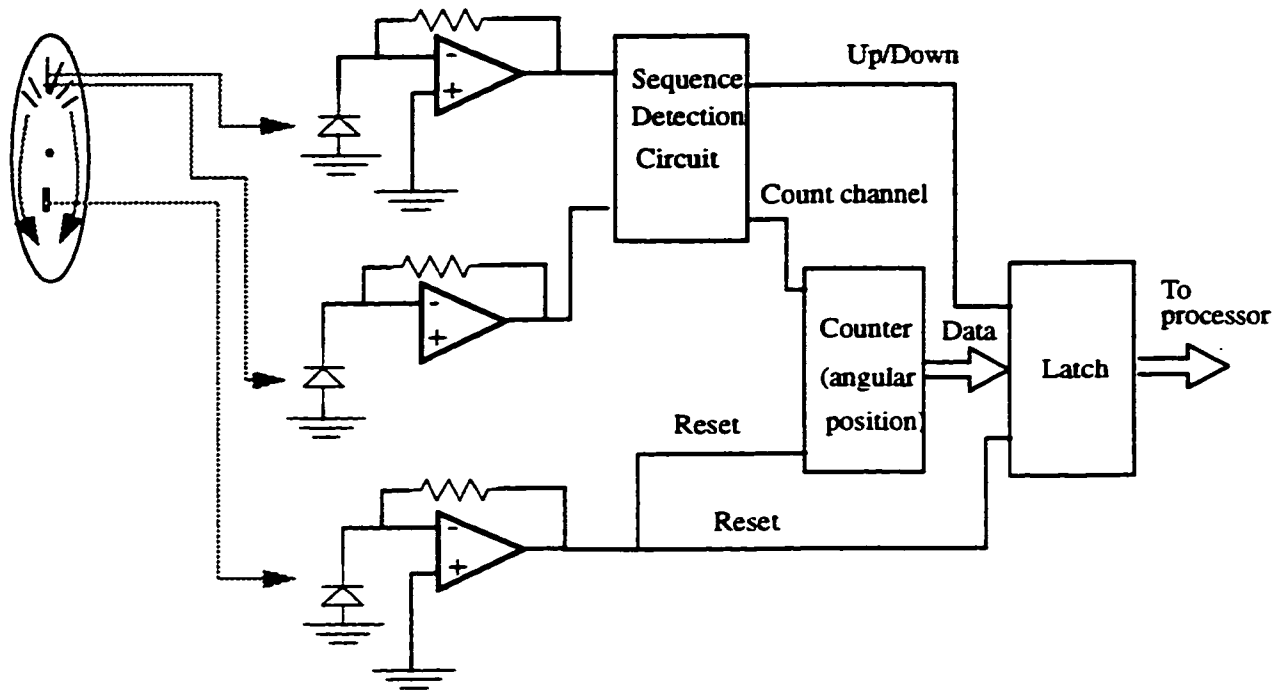 Up/Down
Sequence
Detection
Circuit
Count channel
-
+
-
+
Counter
(angular
position)
Data
Latch
To
processor
Reset
Reset
-
+